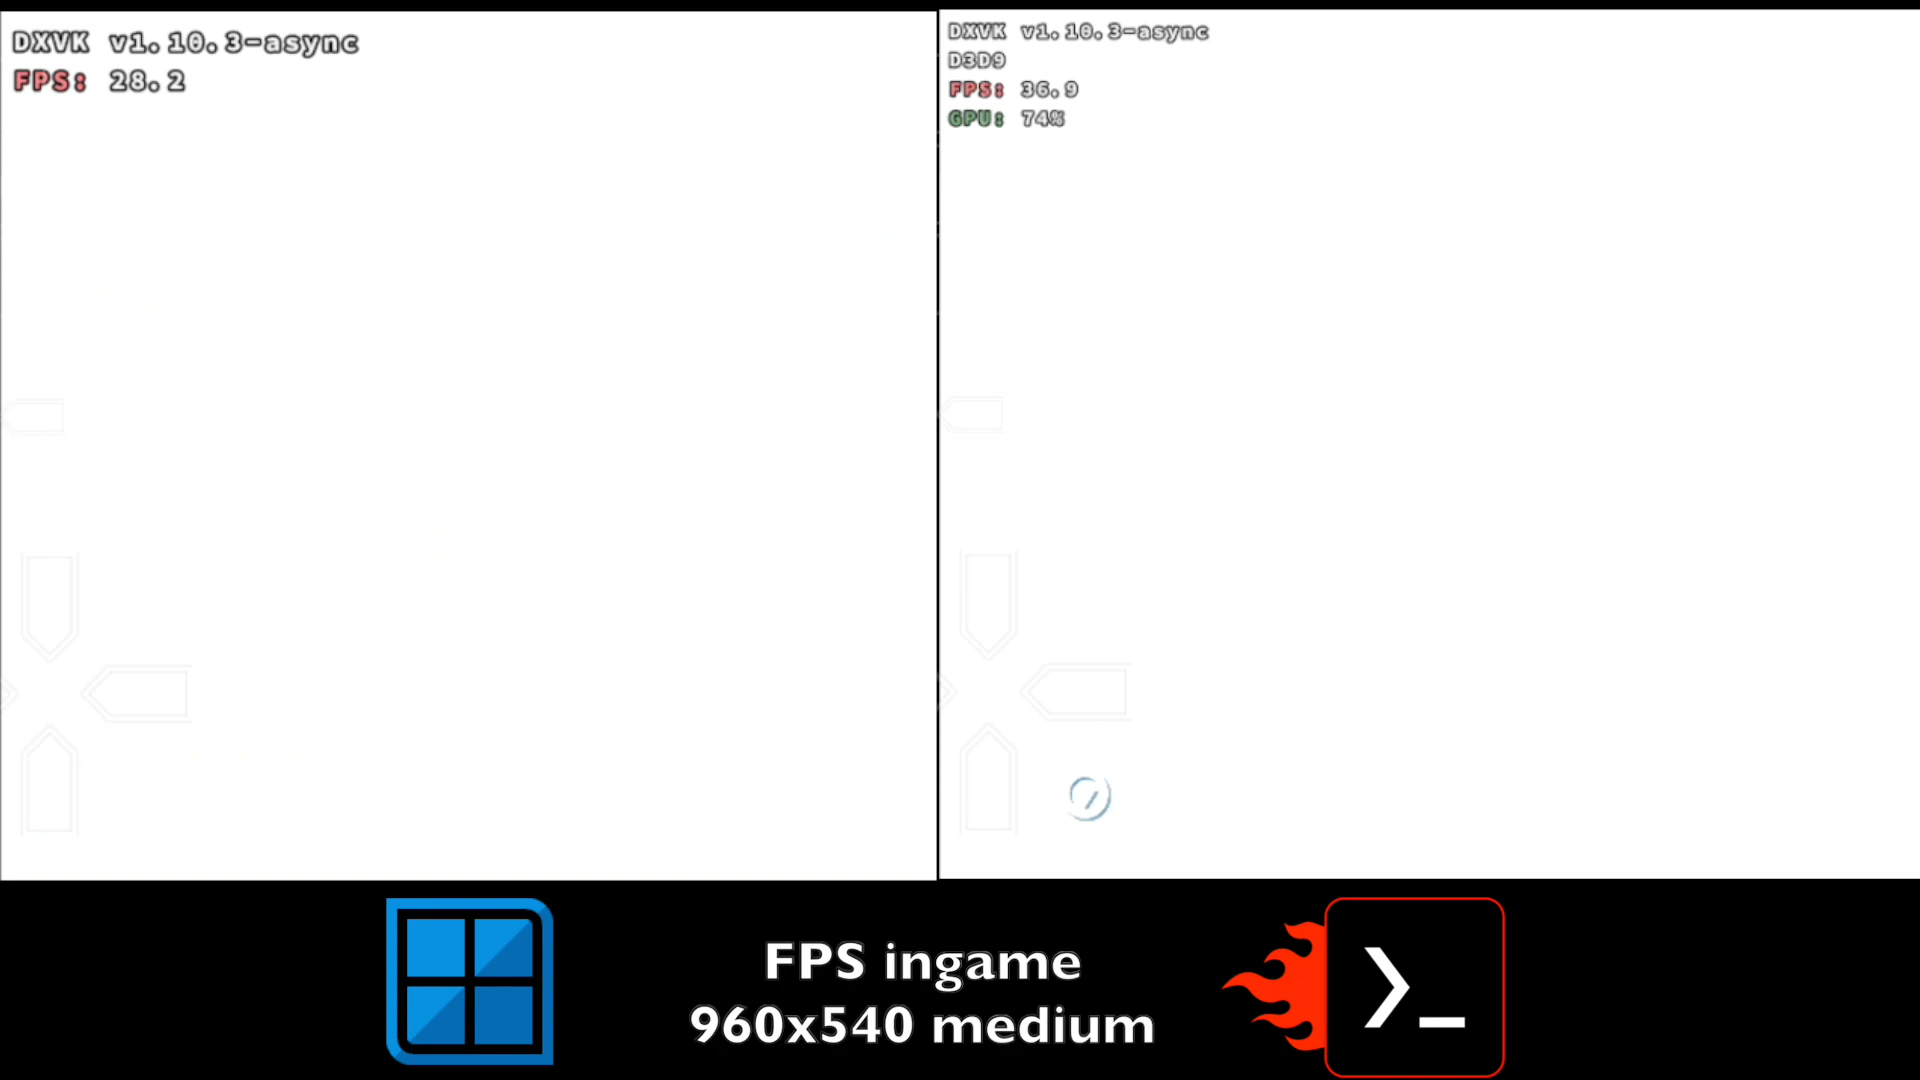 DXVK v1.10.3-async
FPS: 28.2
DXVK v1.10.3-async
D3D9
FPS: 36.9
GPU: 74%
FPS ingame
960x540 medium